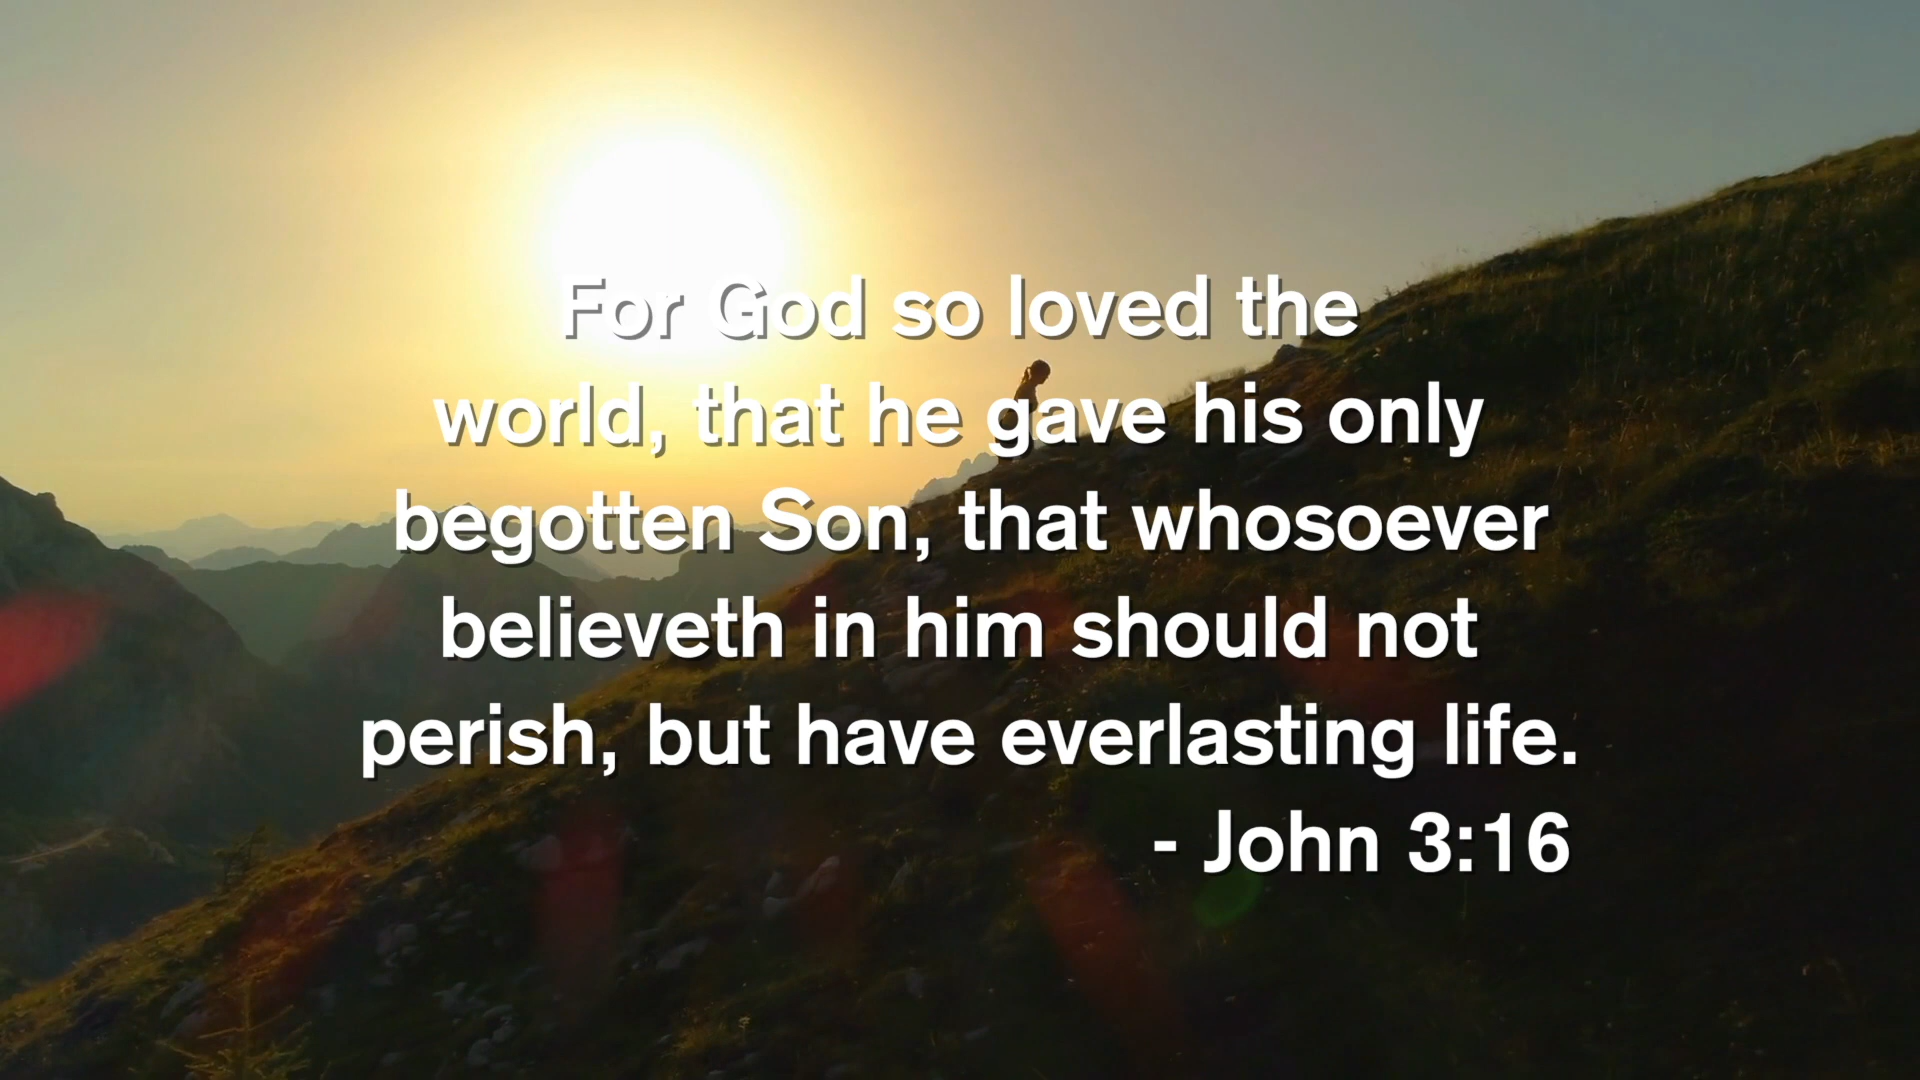 For God so loved the
world, that he gave his only
begotten Son, that whosoever
believeth in him should not
perish, but have everlasting life.
- John 3:16